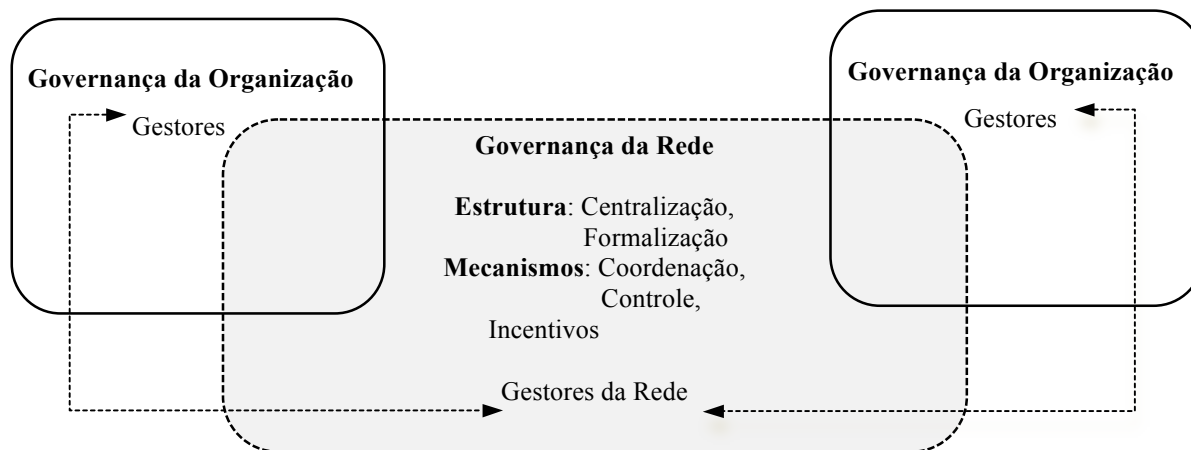 Governança da Organização
Gestores
Governança da Organização
Gestores
Governança da Rede
Estrutura: Centralização,
Formalização
Mecanismos: Coordenação,
Controle,
Incentivos
Gestores da Rede